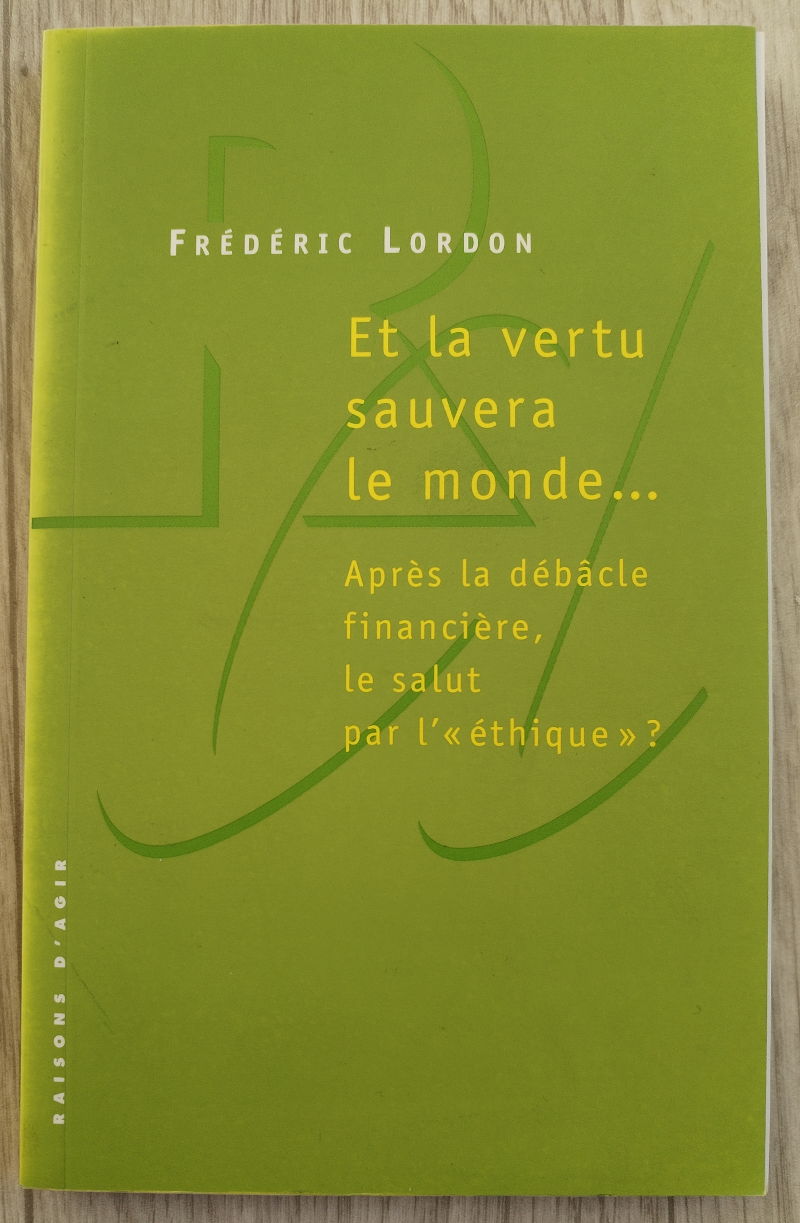 FRÉDÉRIC LORDON
Et la vertu
sauvera
le monde...
Après la débâcle
financière,
le salut
par l'« éthique » ?
RAISONS D'AGIR